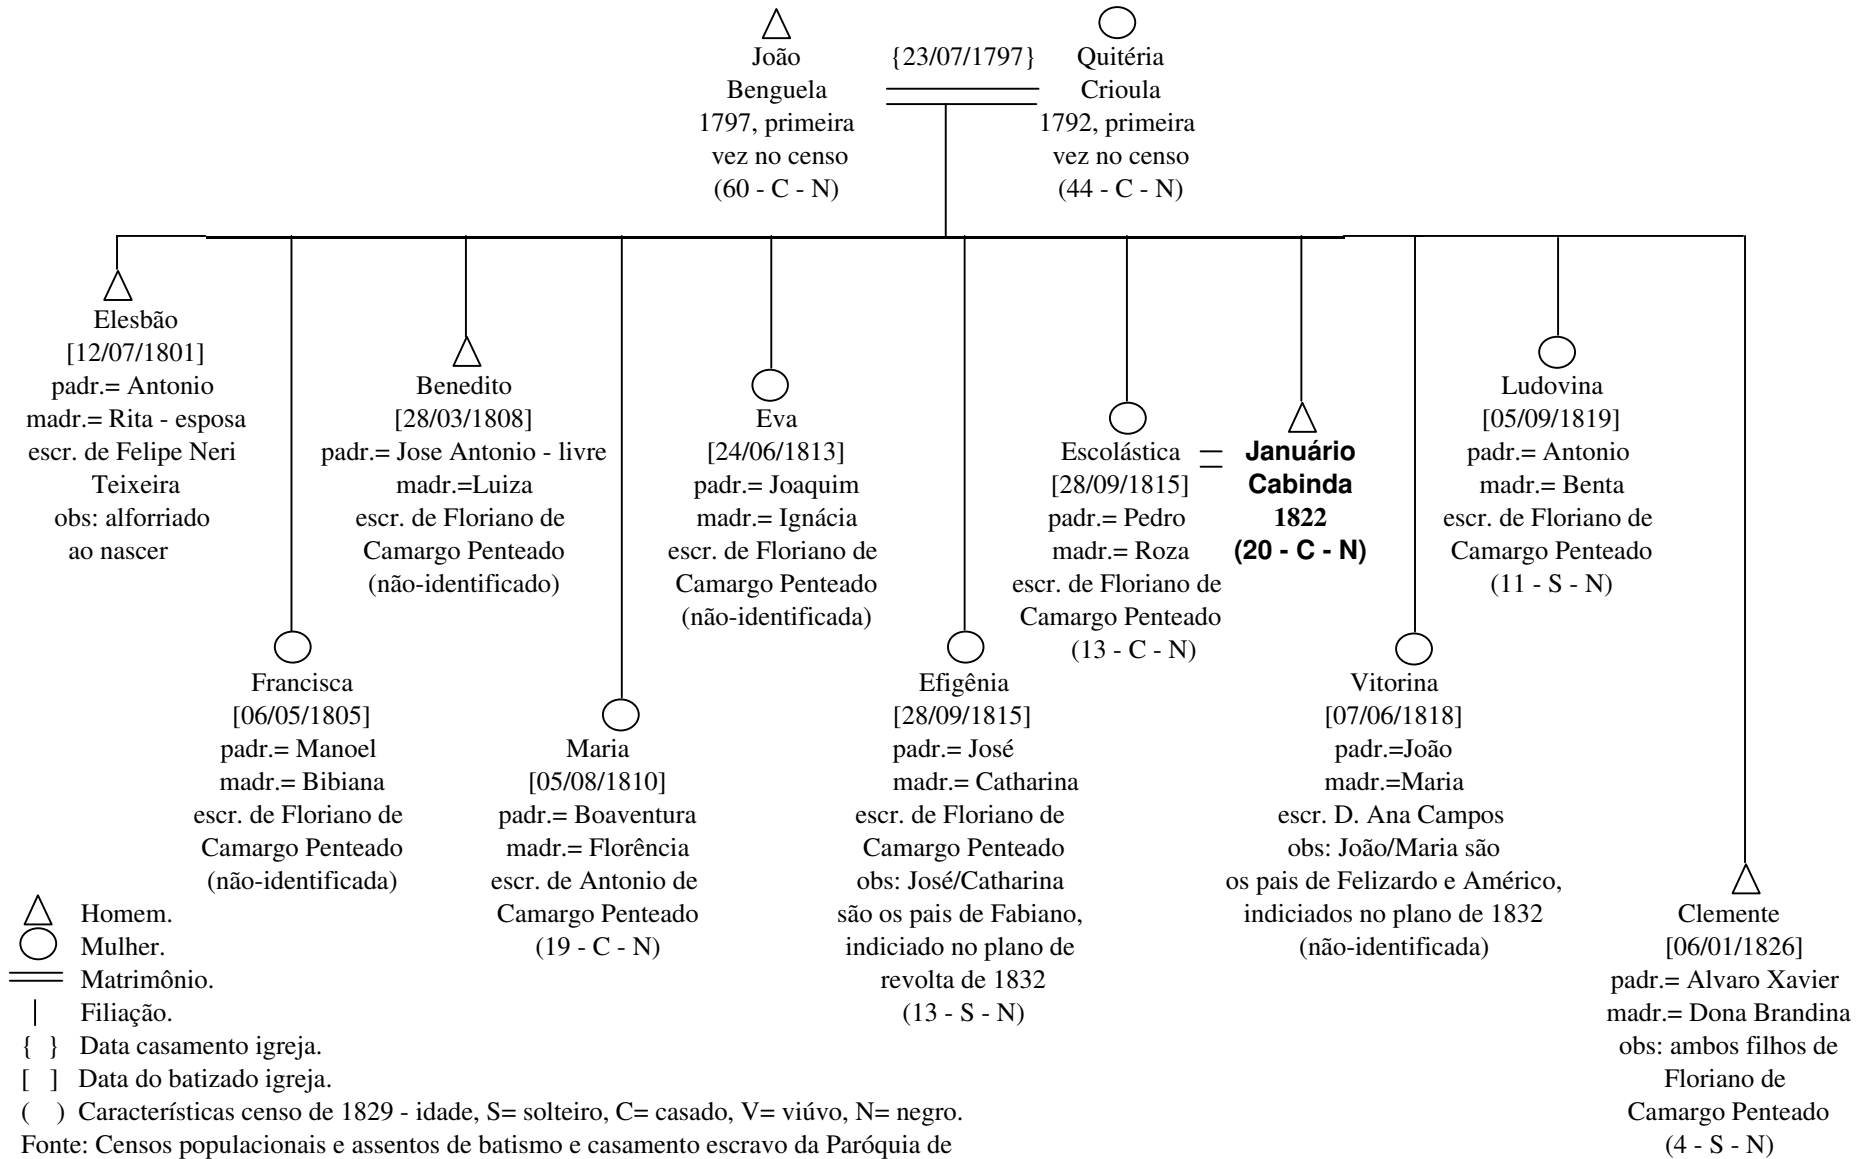 João
Benguela
1797, primeira
vez no censo
(60 - C - N)
{23/07/1797}
Quitéria
Crioula
1792, primeira
vez no censo
(44 - C - N)
Elesbão
[12/07/1801]
padr.= Antonio
madr.= Rita - esposa
escr. de Felipe Neri
Teixeira
obs: alforriado
ao nascer
Francisca
[06/05/1805]
padr.= Manoel
madr.= Bibiana
escr. de Floriano de
Camargo Penteado
(não-identificada)
Benedito
[28/03/1808]
padr.= Jose Antonio - livre
madr.=Luiza
escr. de Floriano de
Camargo Penteado
(não-identificado)
Maria
[05/08/1810]
padr.= Boaventura
madr.= Florência
escr. de Antonio de
Camargo Penteado
(19 - C - N)
Eva
[24/06/1813]
padr.= Joaquim
madr.= Ignácia
escr. de Floriano de
Camargo Penteado
(não-identificada)
Efigênia
[28/09/1815]
padr.= José
madr.= Catharina
escr. de Floriano de
Camargo Penteado
obs: José/Catharina
são os pais de Fabiano,
indiciado no plano de
revolta de 1832
(13 - S - N)
Escolástica
[28/09/1815]
padr.= Pedro
madr.= Roza
escr. de Floriano de
Camargo Penteado
(13 - C - N)
Januário
Cabinda
1822
(20 - C - N)
Vitorina
[07/06/1818]
padr.=João
madr.=Maria
escr. D. Ana Campos
obs: João/Maria são
os pais de Felizardo e Américo,
indiciados no plano de 1832
(não-identificada)
Ludovina
[05/09/1819]
padr.= Antonio
madr.= Benta
escr. de Floriano de
Camargo Penteado
(11 - S - N)
Clemente
[06/01/1826]
padr.= Alvaro Xavier
madr.= Dona Brandina
obs: ambos filhos de
Floriano de
Camargo Penteado
(4 - S - N)
Homem.
Mulher.
Matrimônio.
| Filiação.
{ } Data casamento igreja.
[ ] Data do batizado igreja.
( ) Características censo de 1829 - idade, S= solteiro, C= casado, V= viúvo, N= negro.
Fonte: Censos populacionais e assentos de batismo e casamento escravo da Paróquia de